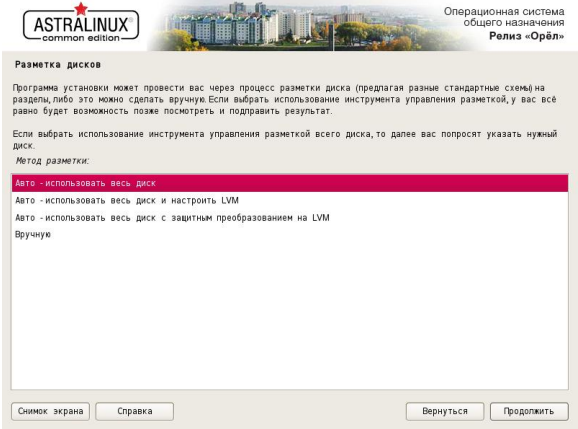 ASTRALINUX®
common edition
Операционная система
общего назначения
Релиз «Орёл»
Разметка дисков
Программа установки может провести вас через процесс разметки диска (предлагая разные стандартные схемы) на
разделы, либо это можно сделать вручную. Если выбрать использование инструмента управления разметкой, у вас всё
равно будет возможность позже посмотреть и подправить результат.
Если выбрать использование инструмента управления разметкой всего диска, то далее вас попросят указать нужный
диск.
Метод разметки:
Авто - использовать весь диск
Авто - использовать весь диск и настроить LVM
Авто - использовать весь диск с защитным преобразованием на LVM
Вручную
Снимок экрана
Справка
Вернуться
Продолжить